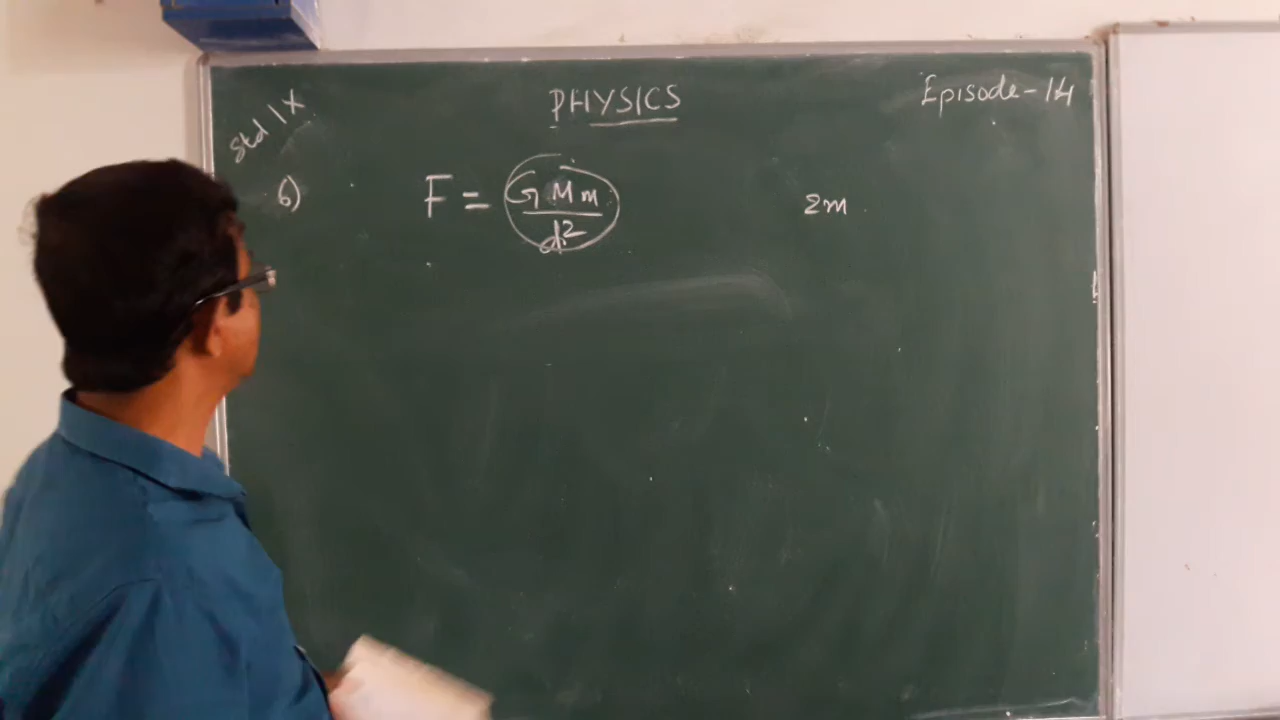 PHYSICS
Episode-14
Std IX
6) F = G M m / d²
2m